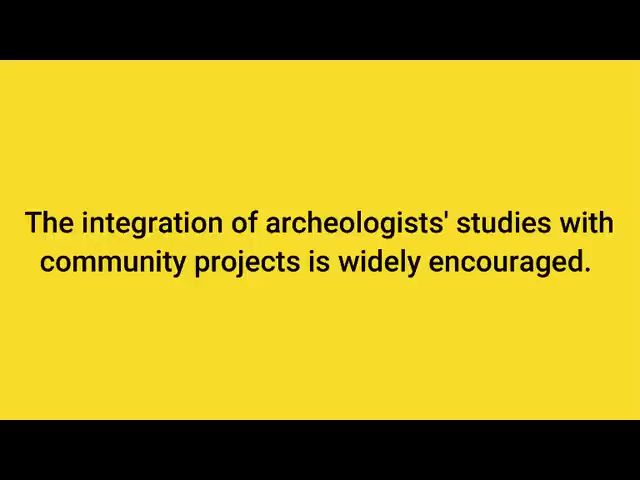 The integration of archeologists' studies with
community projects is widely encouraged.